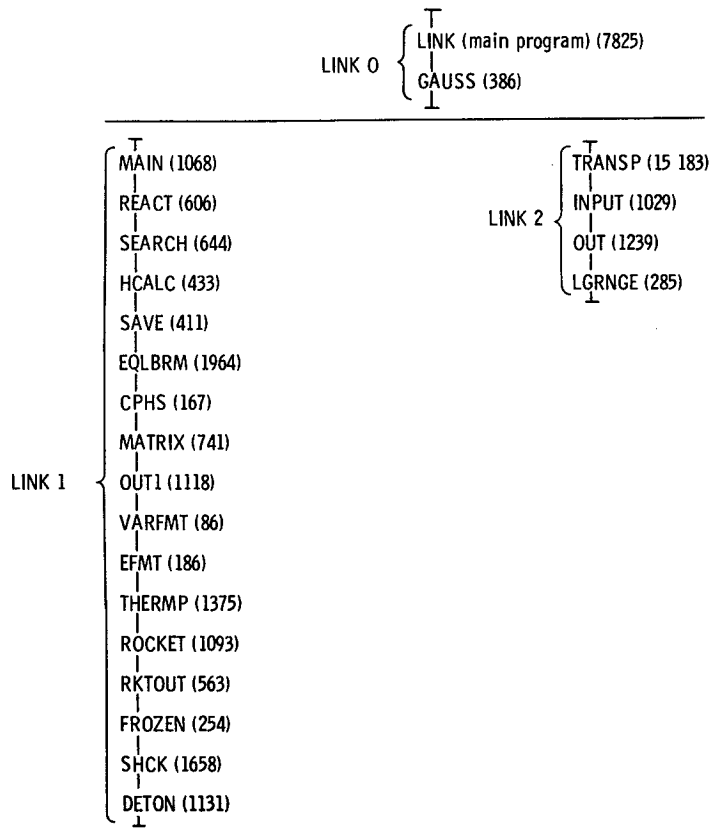 LINK 0
LINK (main program) (7825)
GAUSS (386)
LINK 1
MAIN (1068)
REACT (606)
SEARCH (644)
HCALC (433)
SAVE (411)
EQLBRM (1964)
CPHS (167)
MATRIX (741)
OUT1 (1118)
VARFMT (86)
EFMT (186)
THERMP (1375)
ROCKET (1093)
RKTOUT (563)
FROZEN (254)
SHCK (1658)
DETON (1131)
LINK 2
TRANSP (15 183)
INPUT (1029)
OUT (1239)
LGRNGE (285)